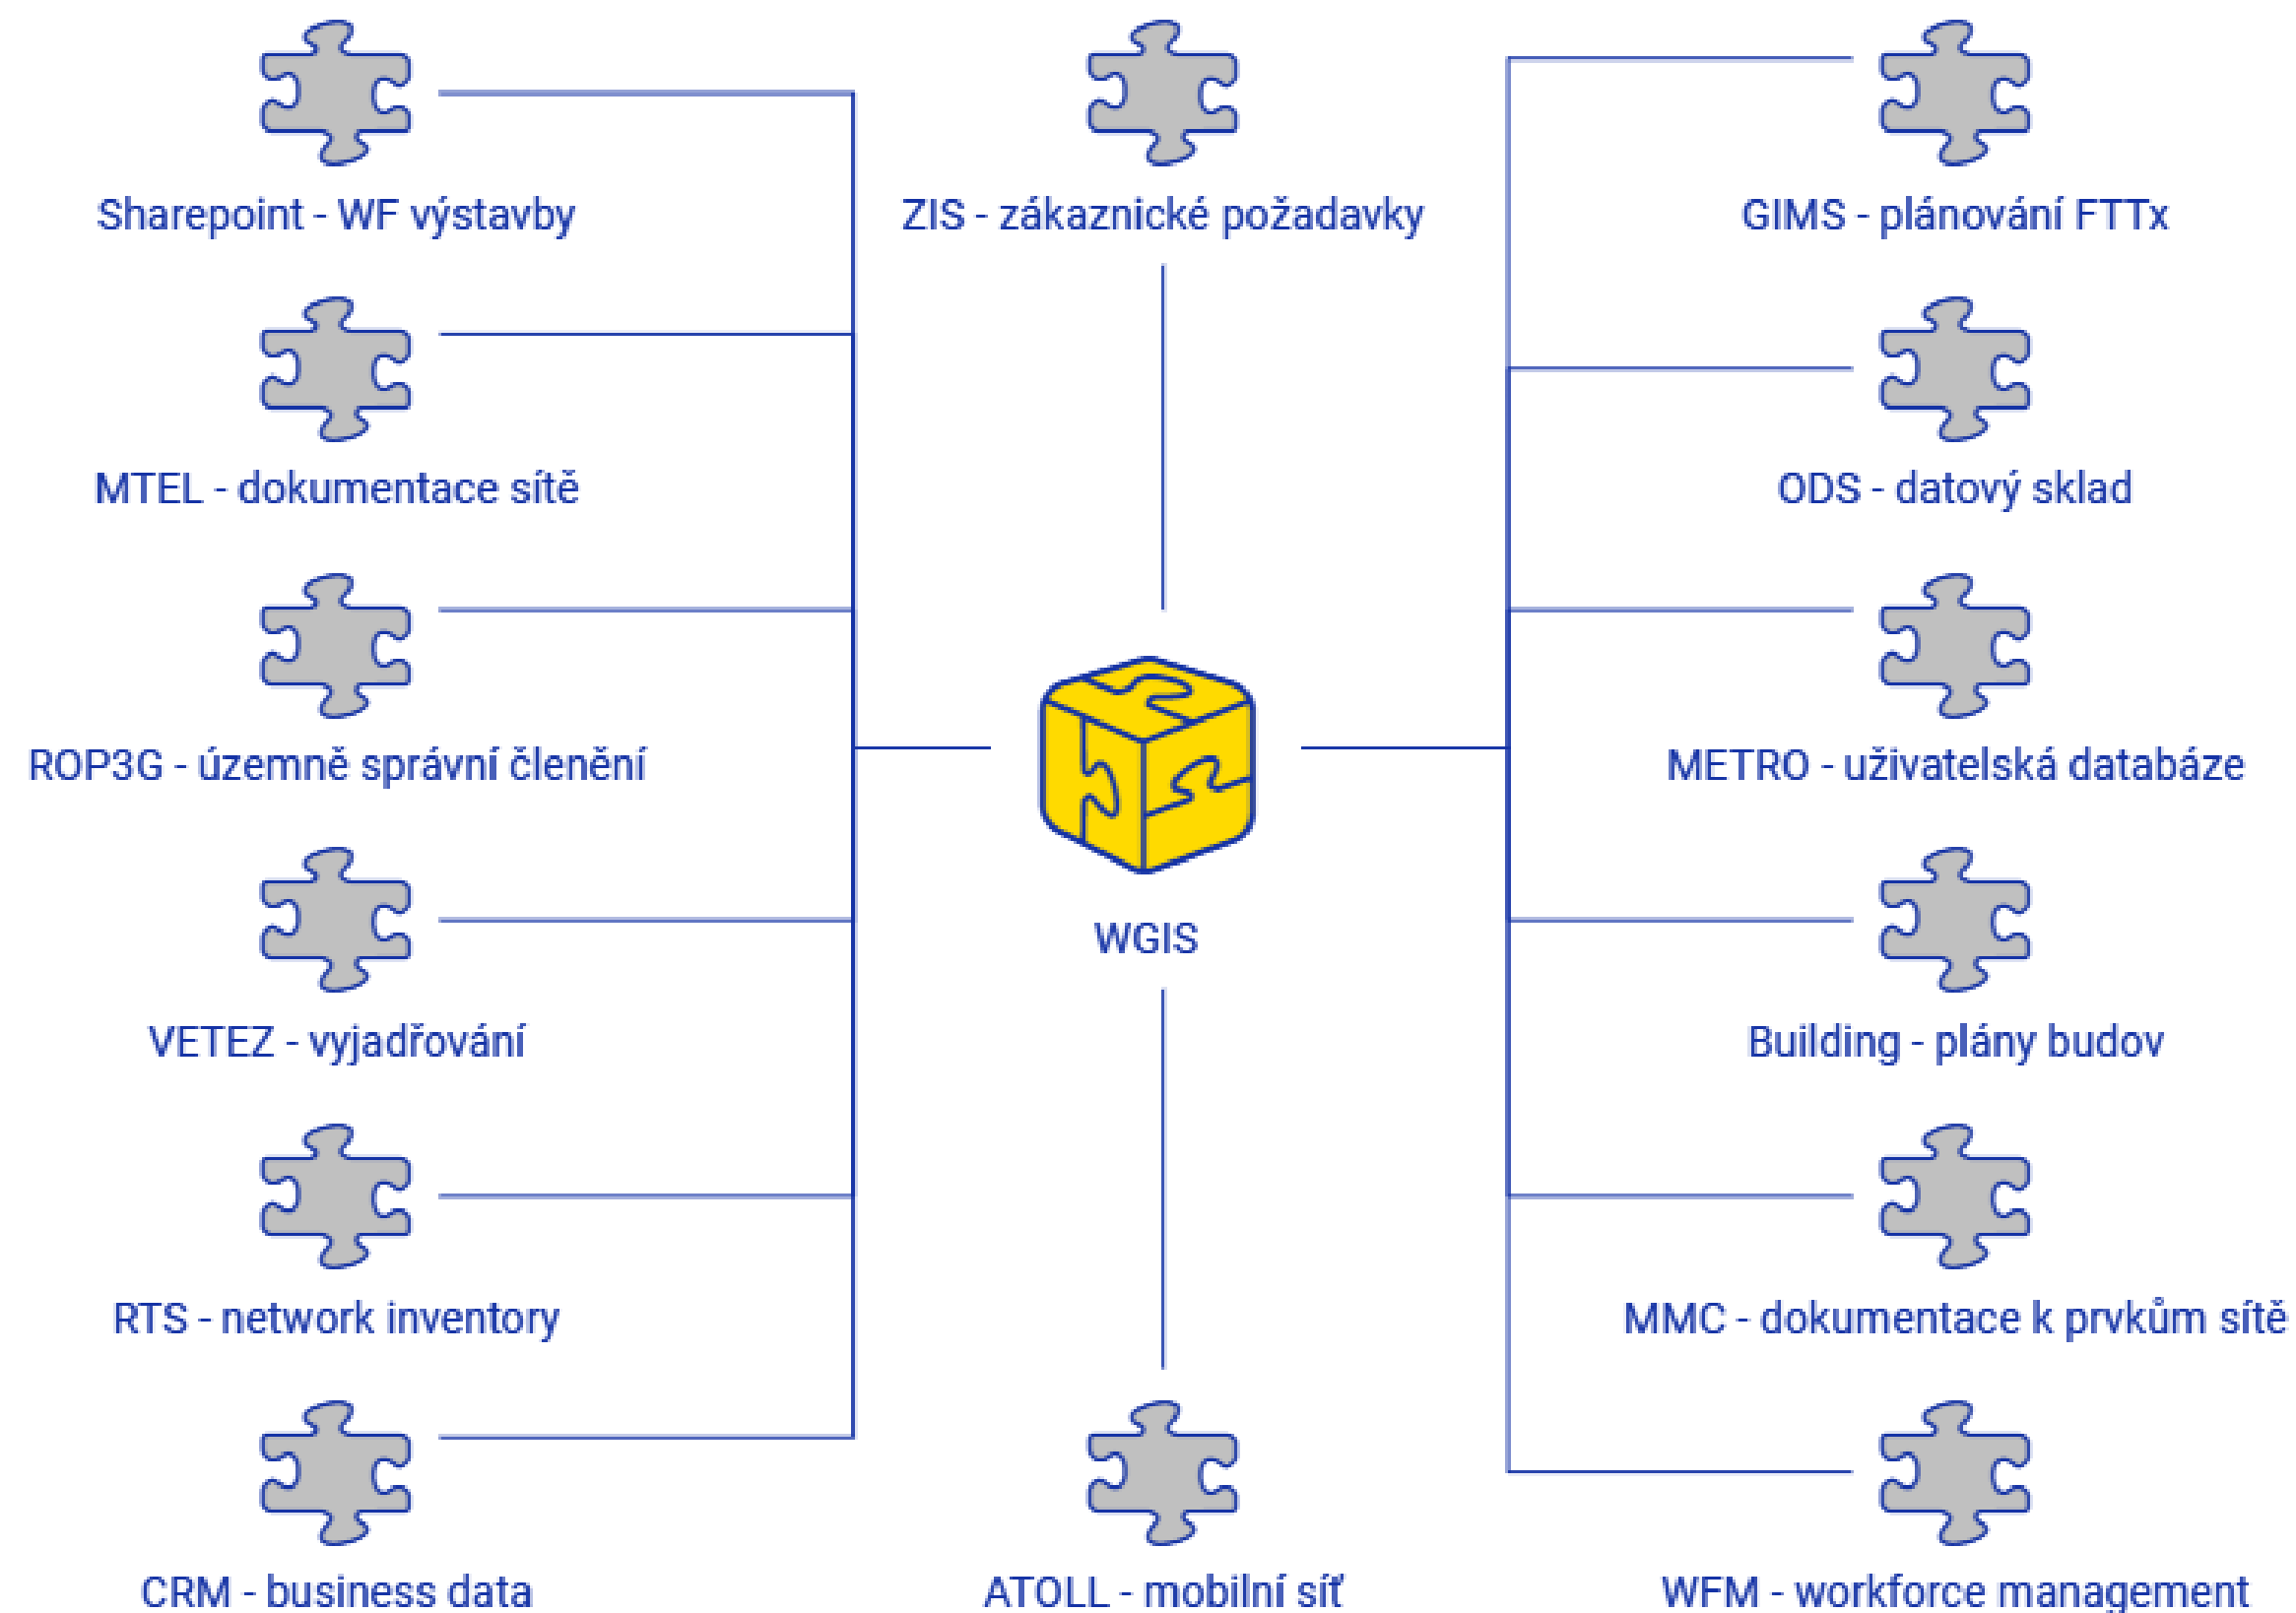 Sharepoint - WF výstavby
ZIS - zákaznické požadavky
GIMS - plánování FTTx
MTEL - dokumentace sítě
ODS - datový sklad
ROP3G - územně správní členění
METRO - uživatelská databáze
WGIS
VETEZ - vyjadřování
Building - plány budov
RTS - network inventory
MMC - dokumentace k prvkům sítě
CRM - business data
ATOLL - mobilní síť
WFM - workforce management